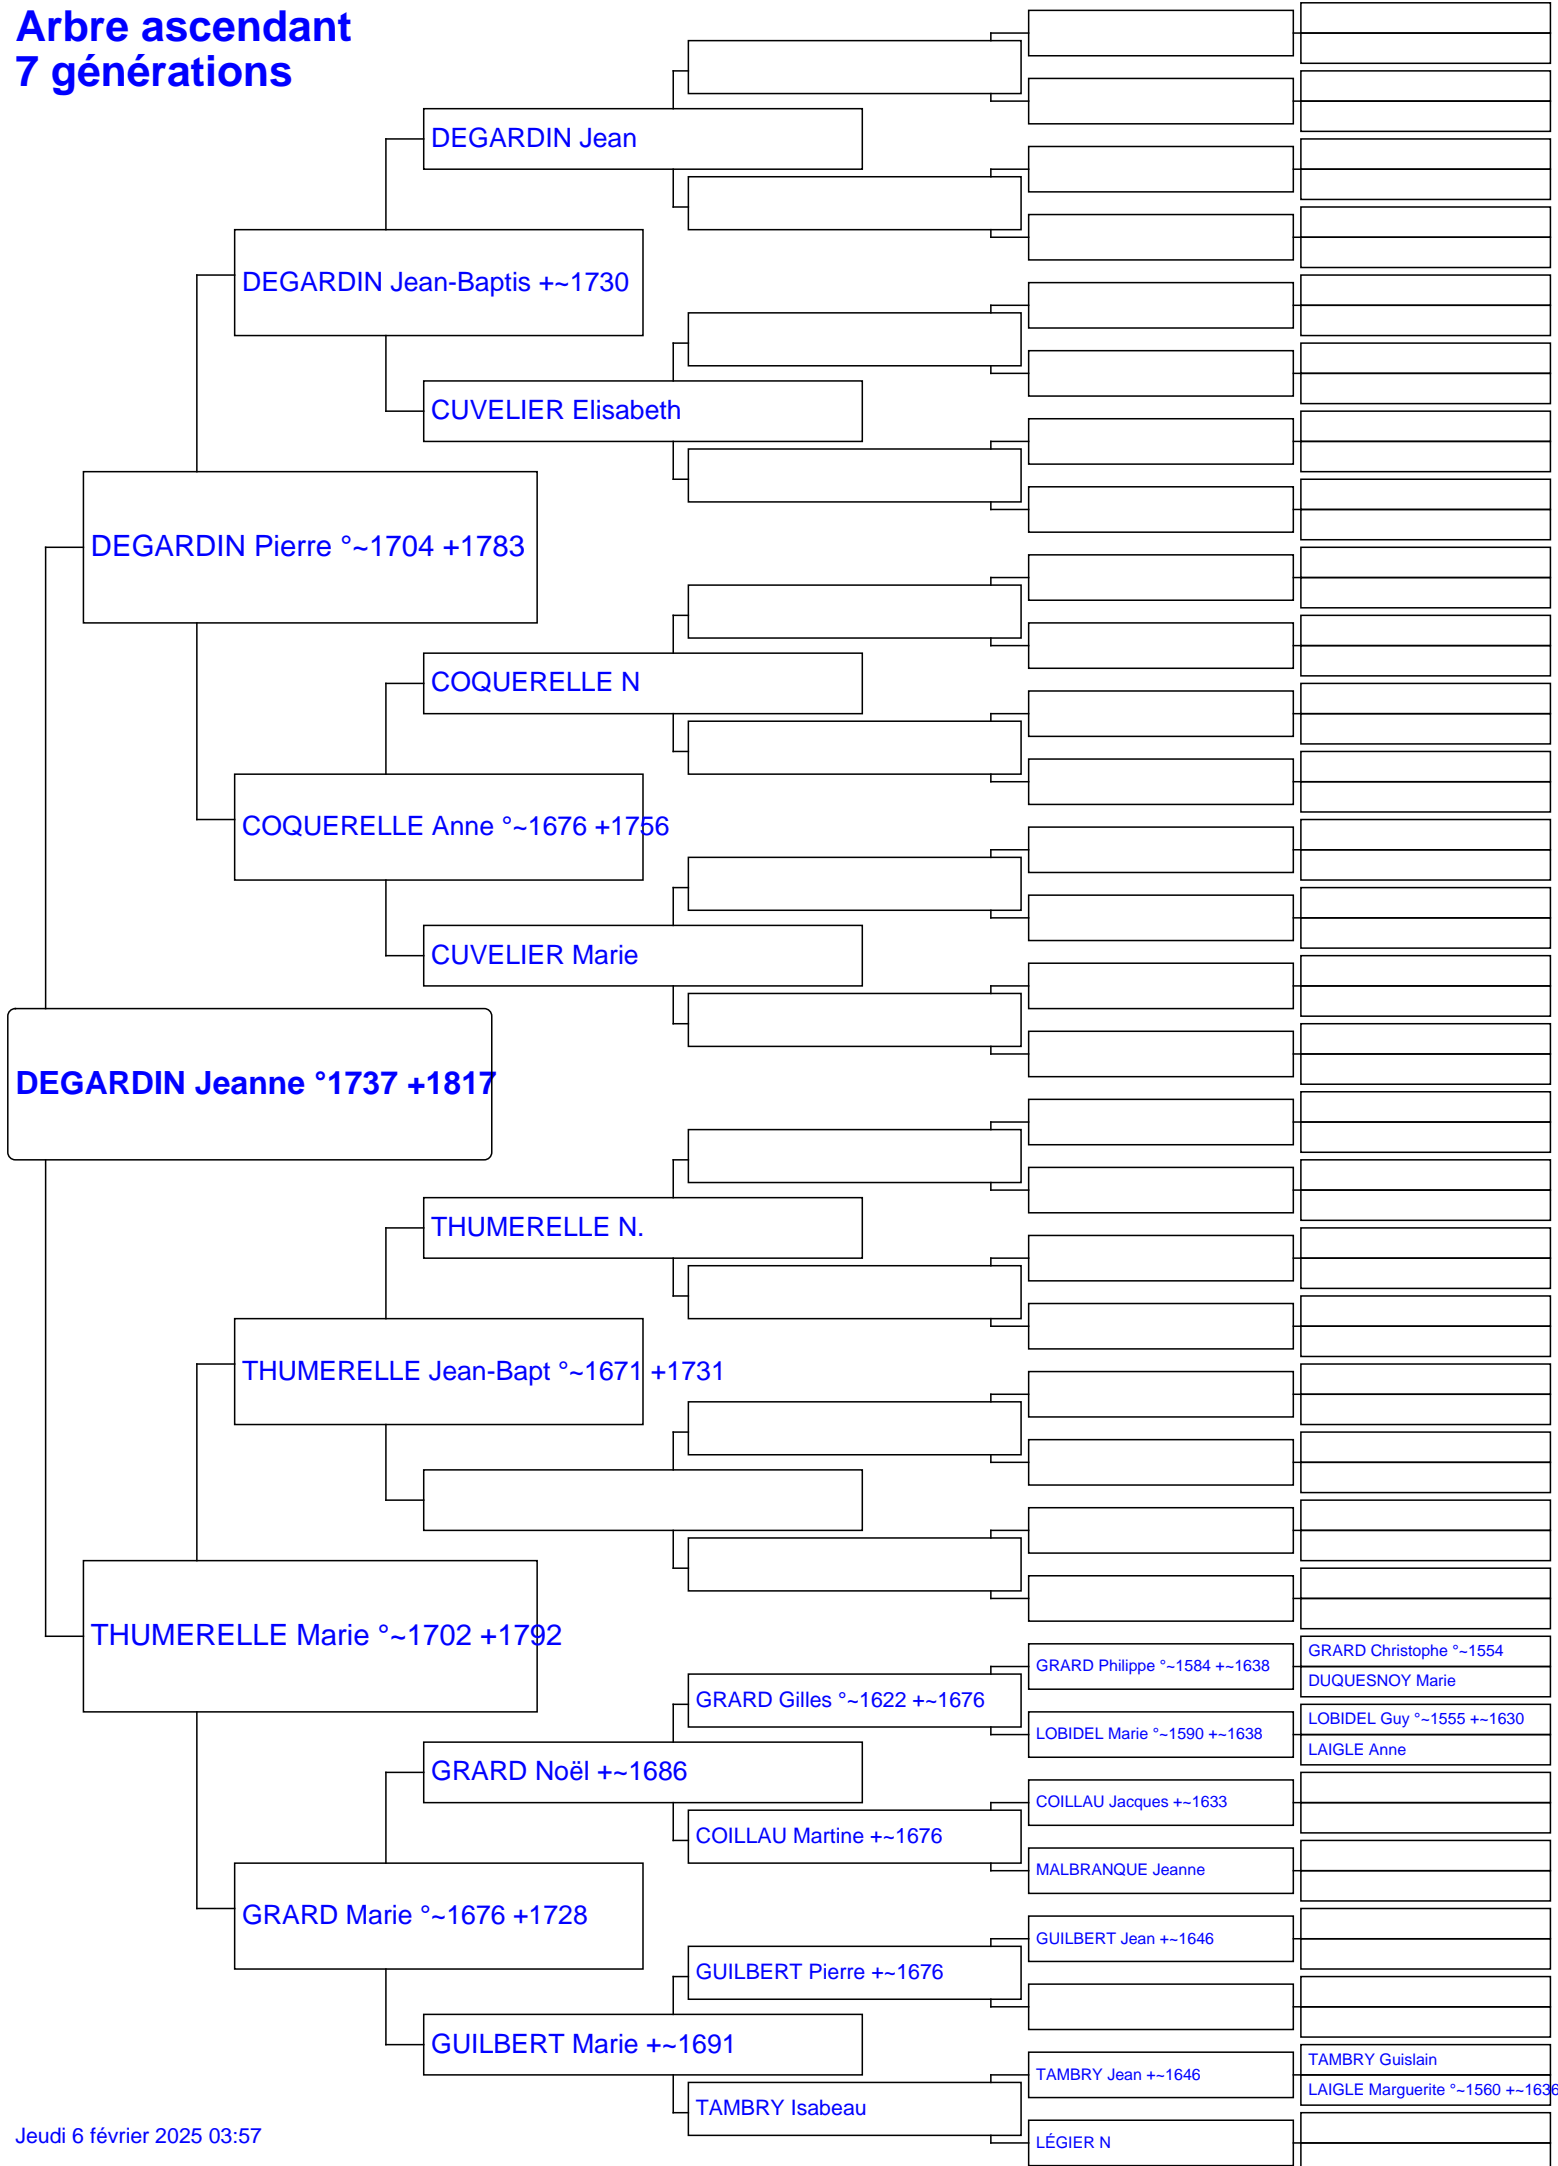 Arbre ascendant
7 générations
DEGARDIN Jean
DEGARDIN Jean-Baptis +~1730
CUVELIER Elisabeth
DEGARDIN Pierre °~1704 +1783
COQUERELLE N
COQUERELLE Anne °~1676 +1756
CUVELIER Marie
DEGARDIN Jeanne °1737 +1817
THUMERELLE N.
THUMERELLE Jean-Bapt °~1671 +1731
THUMERELLE Marie °~1702 +1792
GRARD Christophe °~1554
GRARD Philippe °~1584 +~1638
DUQUESNOY Marie
GRARD Gilles °~1622 +~1676
LOBIDEL Guy °~1555 +~1630
LOBIDEL Marie °~1590 +~1638
LAIGLE Anne
GRARD Noël +~1686
COILLAU Jacques +~1633
COILLAU Martine +~1676
MALBRANQUE Jeanne
GRARD Marie °~1676 +1728
GUILBERT Jean +~1646
GUILBERT Pierre +~1676
GUILBERT Marie +~1691
TAMBRY Guislain
TAMBRY Jean +~1646
LAIGLE Marguerite °~1560 +~1636
TAMBRY Isabeau
LÉGIER N
Jeudi 6 février 2025 03:57